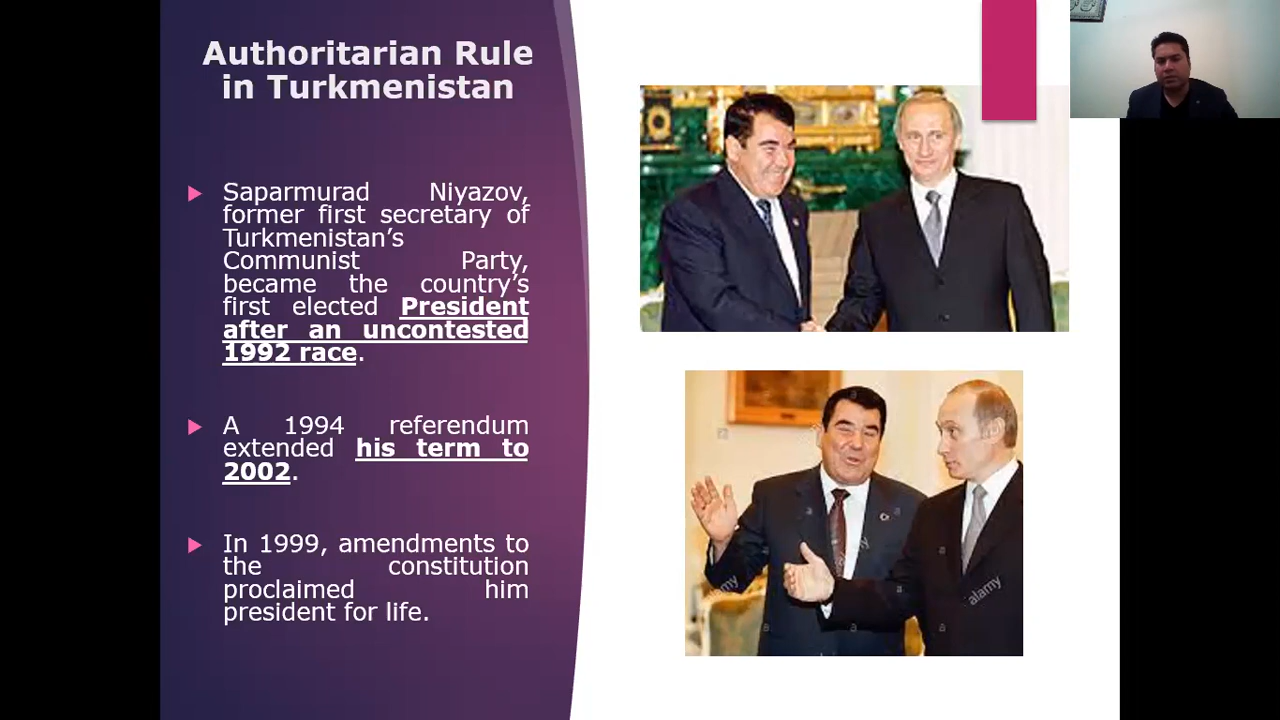 Authoritarian Rule
in Turkmenistan
Saparmurad Niyazov,
former first secretary of
Turkmenistan’s
Communist Party,
became the country’s
first elected President
after an uncontested
1992 race.
A 1994 referendum
extended his term to
2002.
In 1999, amendments to
the constitution
proclaimed him
president for life.
alamy
alamy
alamy